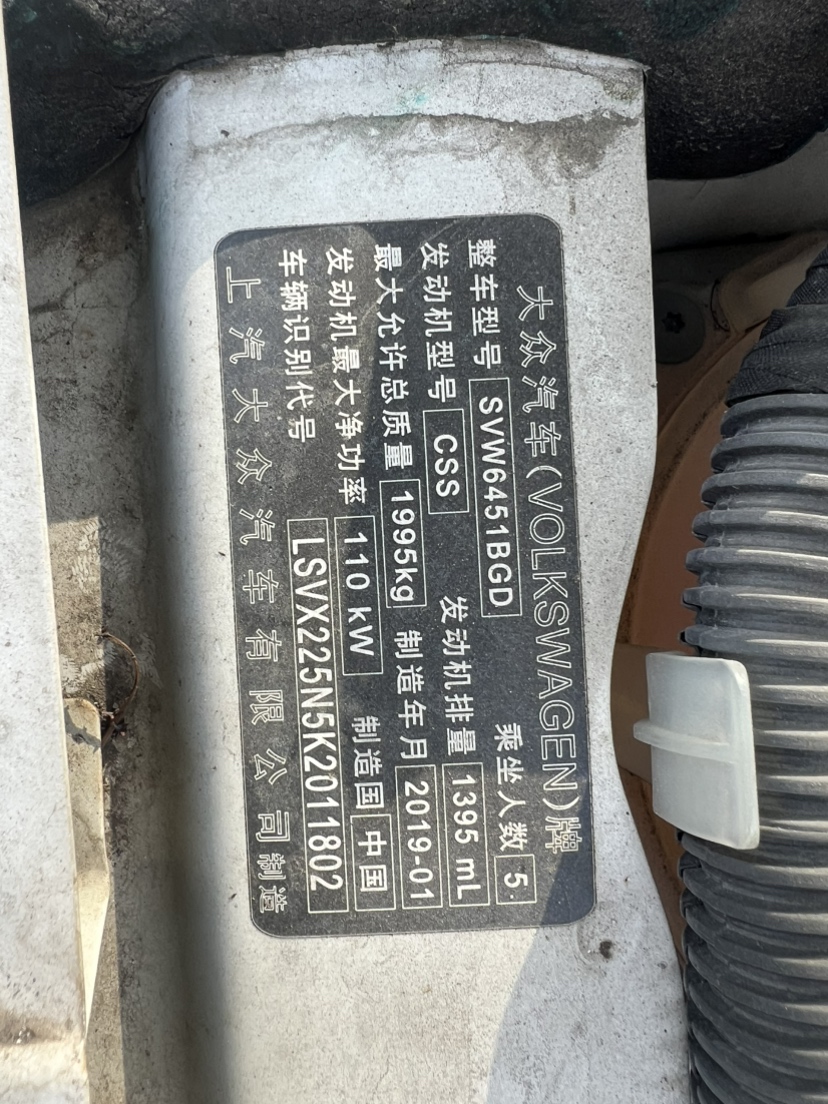 大众汽车(VOLKSWAGEN)牌
整车型号 SVW6451BGD 乘坐人数 5
发动机型号 CSS 发动机排量 1395 mL
最大允许总质量 1995kg 制造年月 2019-01
发动机最大净功率 110 kW 制造国 中国
车辆识别代号 LSVX225N5K2011802
上汽大众汽车有限公司制造